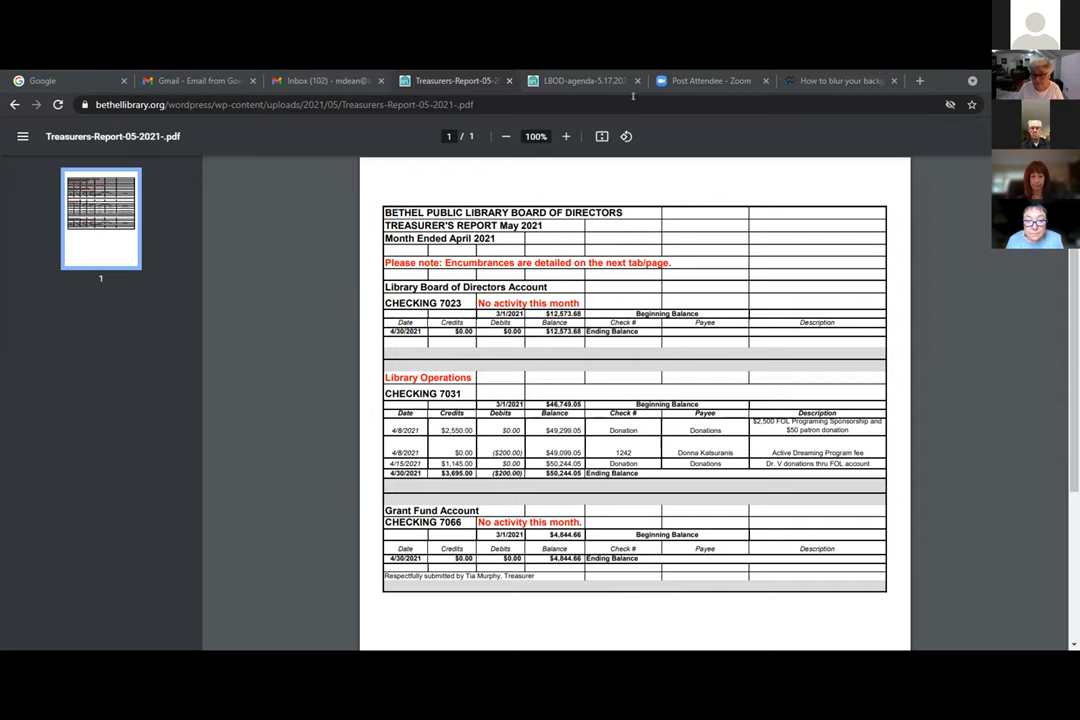 Google
Gmail - Email from Goo
Inbox (102) - mdean@
Treasurers-Report-05-2
LBOD-agenda-5.17.202
Post Attendee - Zoom
How to blur your back
bethellibrary.org/wordpress/wp-content/uploads/2021/05/Treasurers-Report-05-2021-.pdf
Treasurers-Report-05-2021-.pdf
1 / 1
100%
1
BETHEL PUBLIC LIBRARY BOARD OF DIRECTORS
TREASURER'S REPORT May 2021
Month Ended April 2021
Please note: Encumbrances are detailed on the next tab/page.
Library Board of Directors Account
CHECKING 7023 No activity this month
3/1/2021 $12,573.68 Beginning Balance
Date Credits Debits Balance Check # Payee Description
4/30/2021 $0.00 $0.00 $12,573.68 Ending Balance
Library Operations
CHECKING 7031
3/1/2021 $46,749.05 Beginning Balance
Date Credits Debits Balance Check # Payee Description
$2,500 FOL Programing Sponsorship and
4/8/2021 $2,550.00 $0.00 $49,299.05 Donation Donations $50 patron donation
4/8/2021 $0.00 ($200.00) $49,099.05 1242 Donna Katsuranis Active Dreaming Program fee
4/15/2021 $1,145.00 $0.00 $50,244.05 Donation Donations Dr. V donations thru FOL account
4/30/2021 $3,695.00 ($200.00) $50,244.05 Ending Balance
Grant Fund Account
CHECKING 7066 No activity this month.
3/1/2021 $4,844.66 Beginning Balance
Date Credits Debits Balance Check # Payee Description
4/30/2021 $0.00 $0.00 $4,844.66 Ending Balance
Respectfully submitted by Tia Murphy, Treasurer